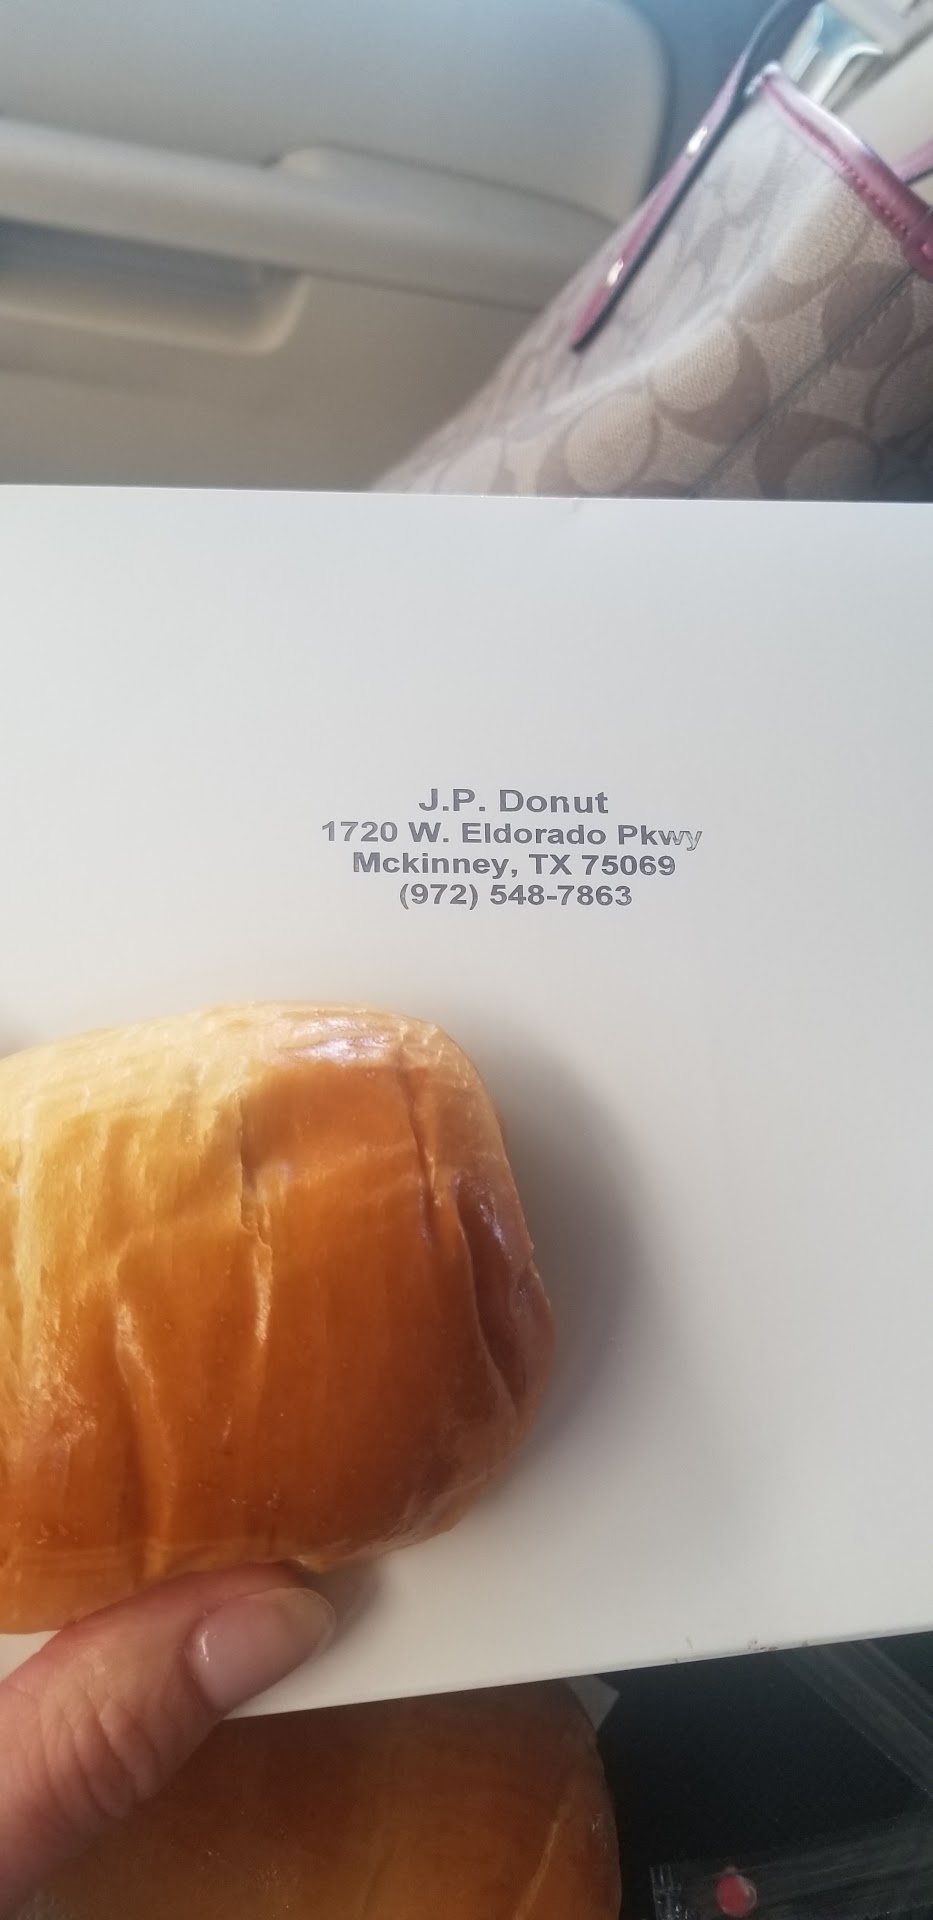 J.P. Donut
1720 W. Eldorado Pkwy
Mckinney, TX 75069
(972) 548-7863